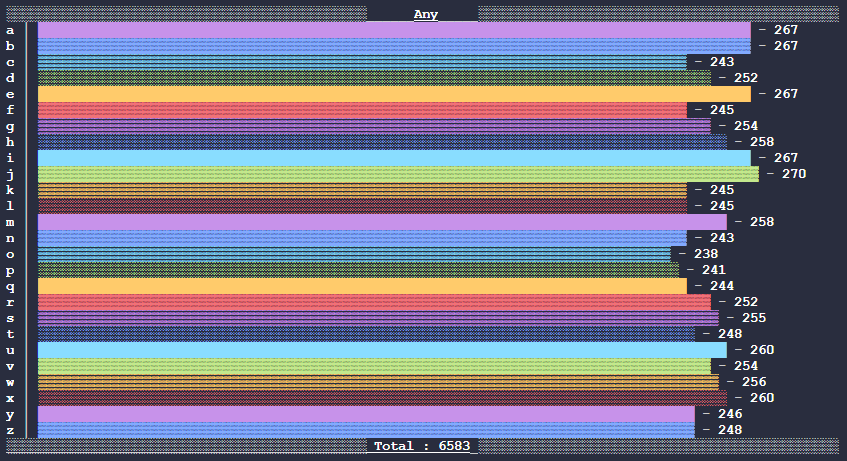 Any
a - 267
b - 267
c - 243
d - 252
e - 267
f - 245
g - 254
h - 258
i - 267
j - 270
k - 245
l - 245
m - 258
n - 243
o - 238
p - 241
q - 244
r - 252
s - 255
t - 248
u - 260
v - 254
w - 256
x - 260
y - 246
z - 248
Total : 6583